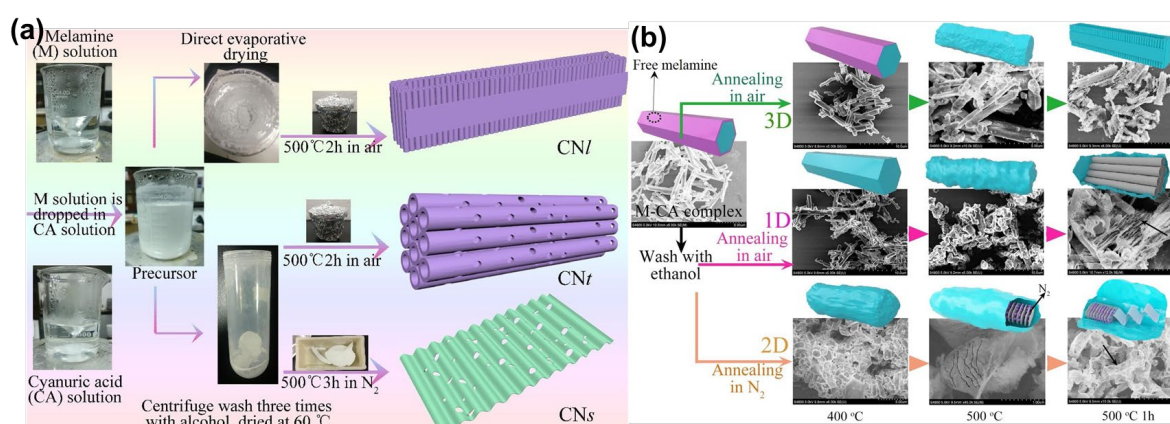 (a)
Melamine
(M) solution
Direct evaporative
drying
500℃2h in air
CNl
M solution is
dropped in
CA solution
Precursor
500℃2h in air
CNt
Cyanuric acid
(CA) solution
500℃3h in N2
CNs
Centrifuge wash three times
with alcohol, dried at 60 ℃
(b)
Free melamine
Annealing
in air
3D
M-CA complex
Wash with
ethanol
1D
Annealing
in air
N2
2D
Annealing
in N2
400 ℃
500 ℃
500 ℃ 1h